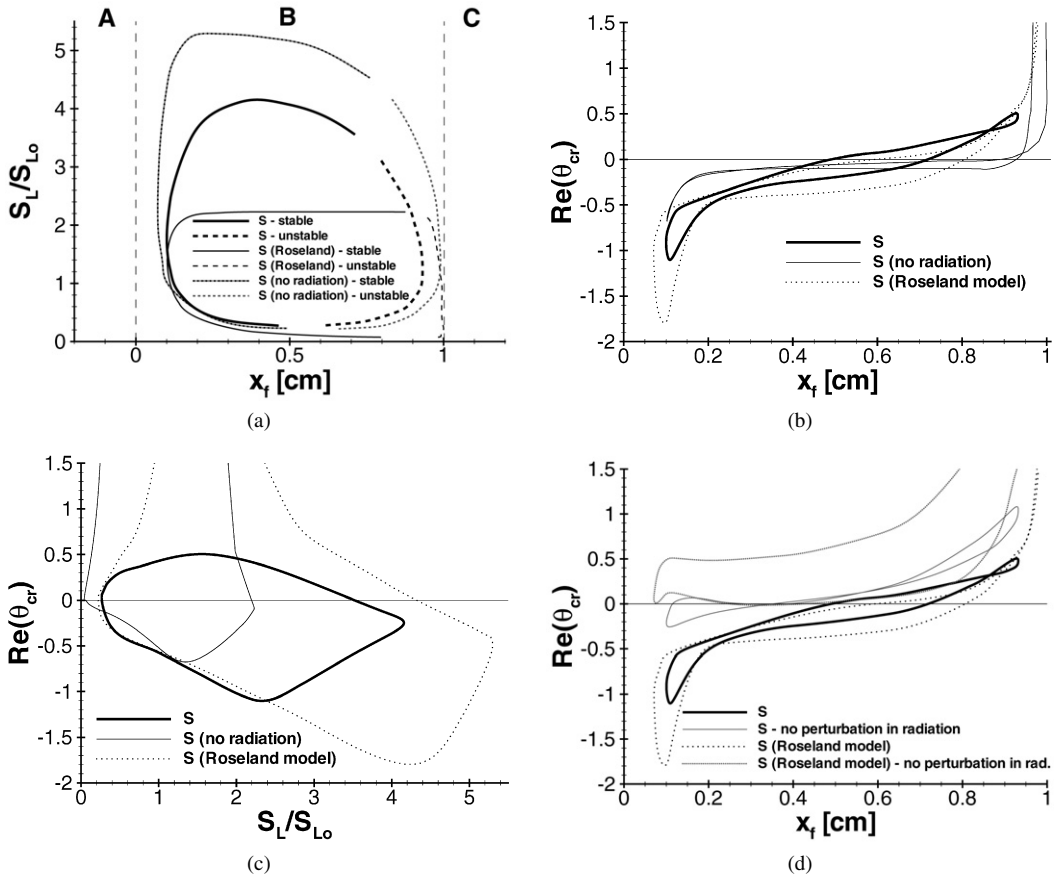 A
B
C
5
4
3
2
1
0
S_L/S_Lo
S - stable
S - unstable
S (Roseland) - stable
S (Roseland) - unstable
S (no radiation) - stable
S (no radiation) - unstable
0
0.5
1
x_f [cm]
(a)
1.5
1
0.5
0
-0.5
-1
-1.5
-2
Re(θ_cr)
S
S (no radiation)
S (Roseland model)
0
0.2
0.4
0.6
0.8
1
x_f [cm]
(b)
1.5
1
0.5
0
-0.5
-1
-1.5
-2
Re(θ_cr)
S
S (no radiation)
S (Roseland model)
0
1
2
3
4
5
S_L/S_Lo
(c)
1.5
1
0.5
0
-0.5
-1
-1.5
-2
Re(θ_cr)
S
S - no perturbation in radiation
S (Roseland model)
S (Roseland model) - no perturbation in rad.
0
0.2
0.4
0.6
0.8
1
x_f [cm]
(d)